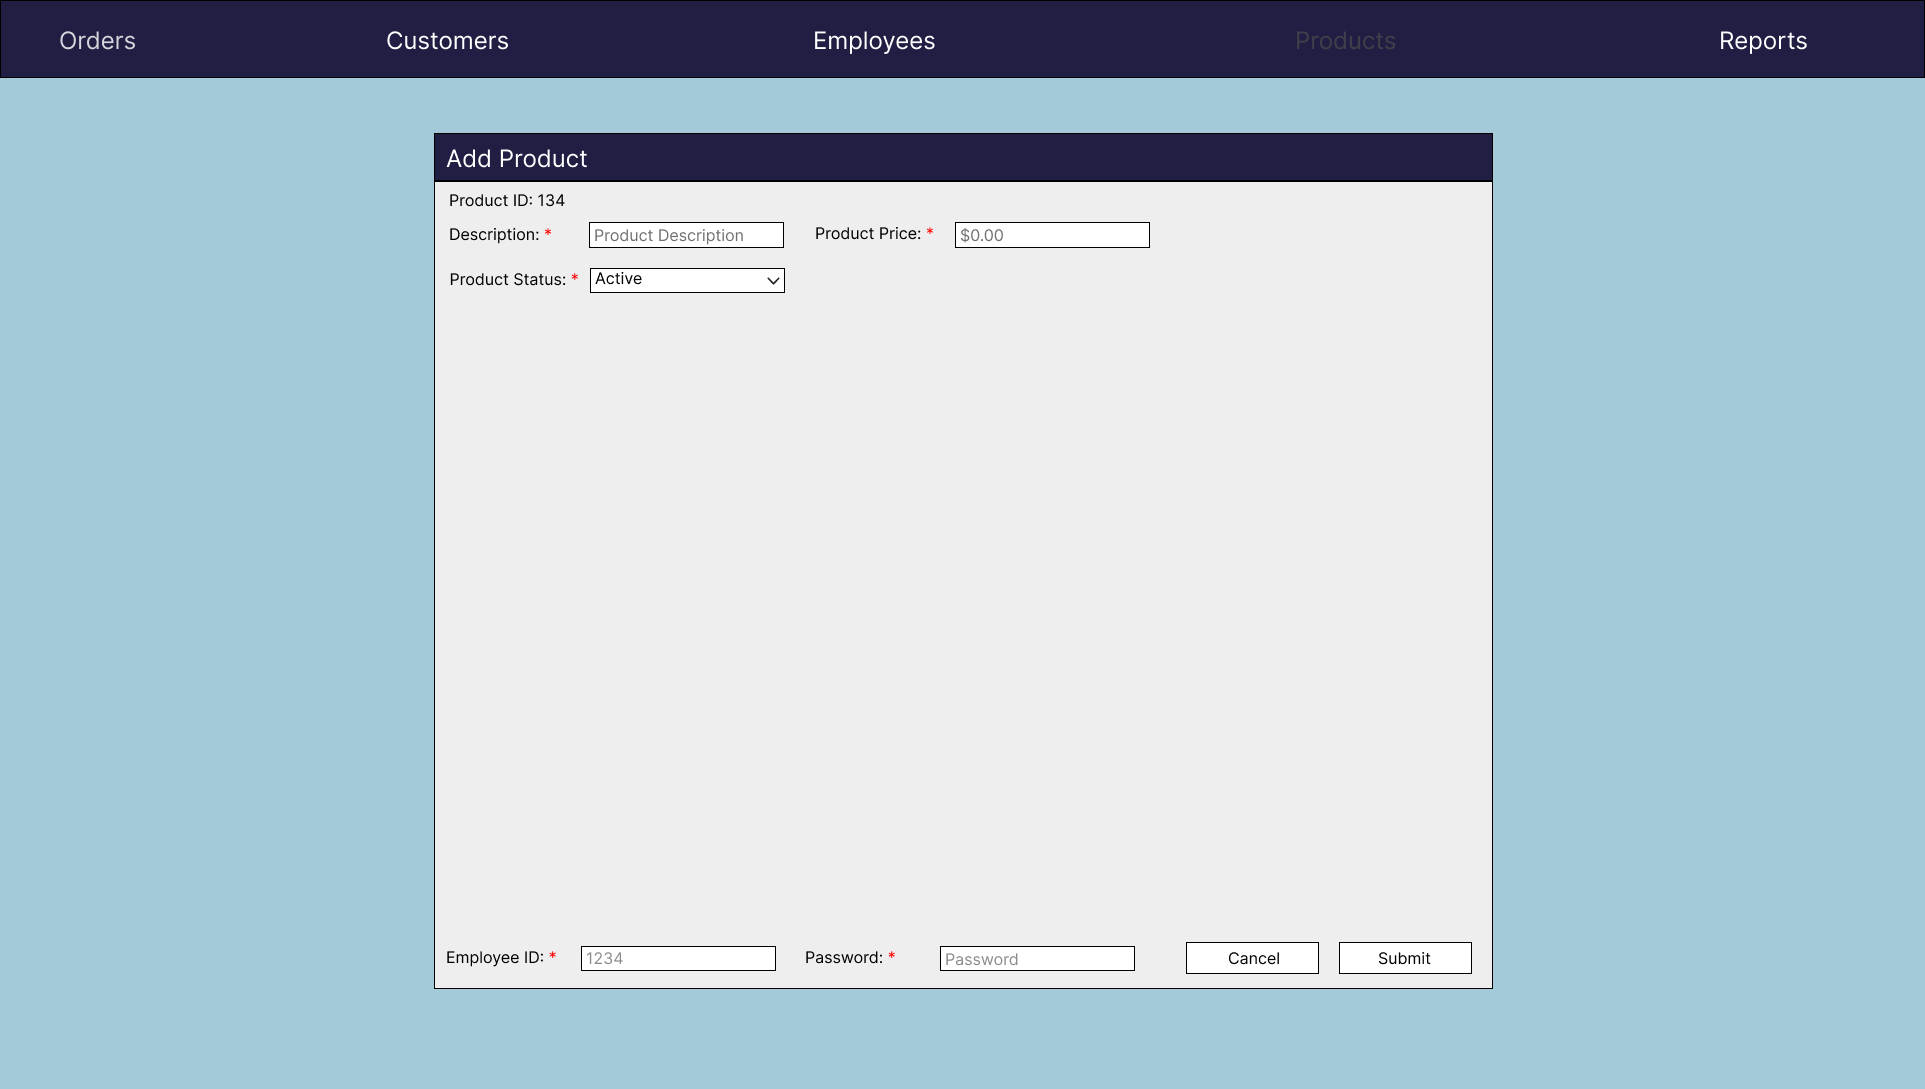 Orders Customers Employees Products Reports
Add Product
Product ID: 134
Description: * Product Description Product Price: * $0.00
Product Status: * Active
Employee ID: * 1234 Password: * Password Cancel Submit